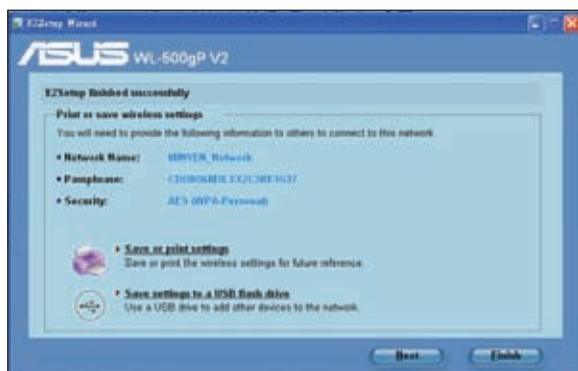 EZSetup Wizard
ASUS WL-500gP V2
EZSetup finished successfully
Print or save wireless settings
You will need to provide the following information to others to connect to this network.
• Network Name: Network
• Passphrase:
• Security: AES (WPA-Personal)
• Save or print settings
Save or print the wireless settings for future reference.
• Save settings to a USB flash drive
Use a USB drive to add other devices to the network.
Next Finish